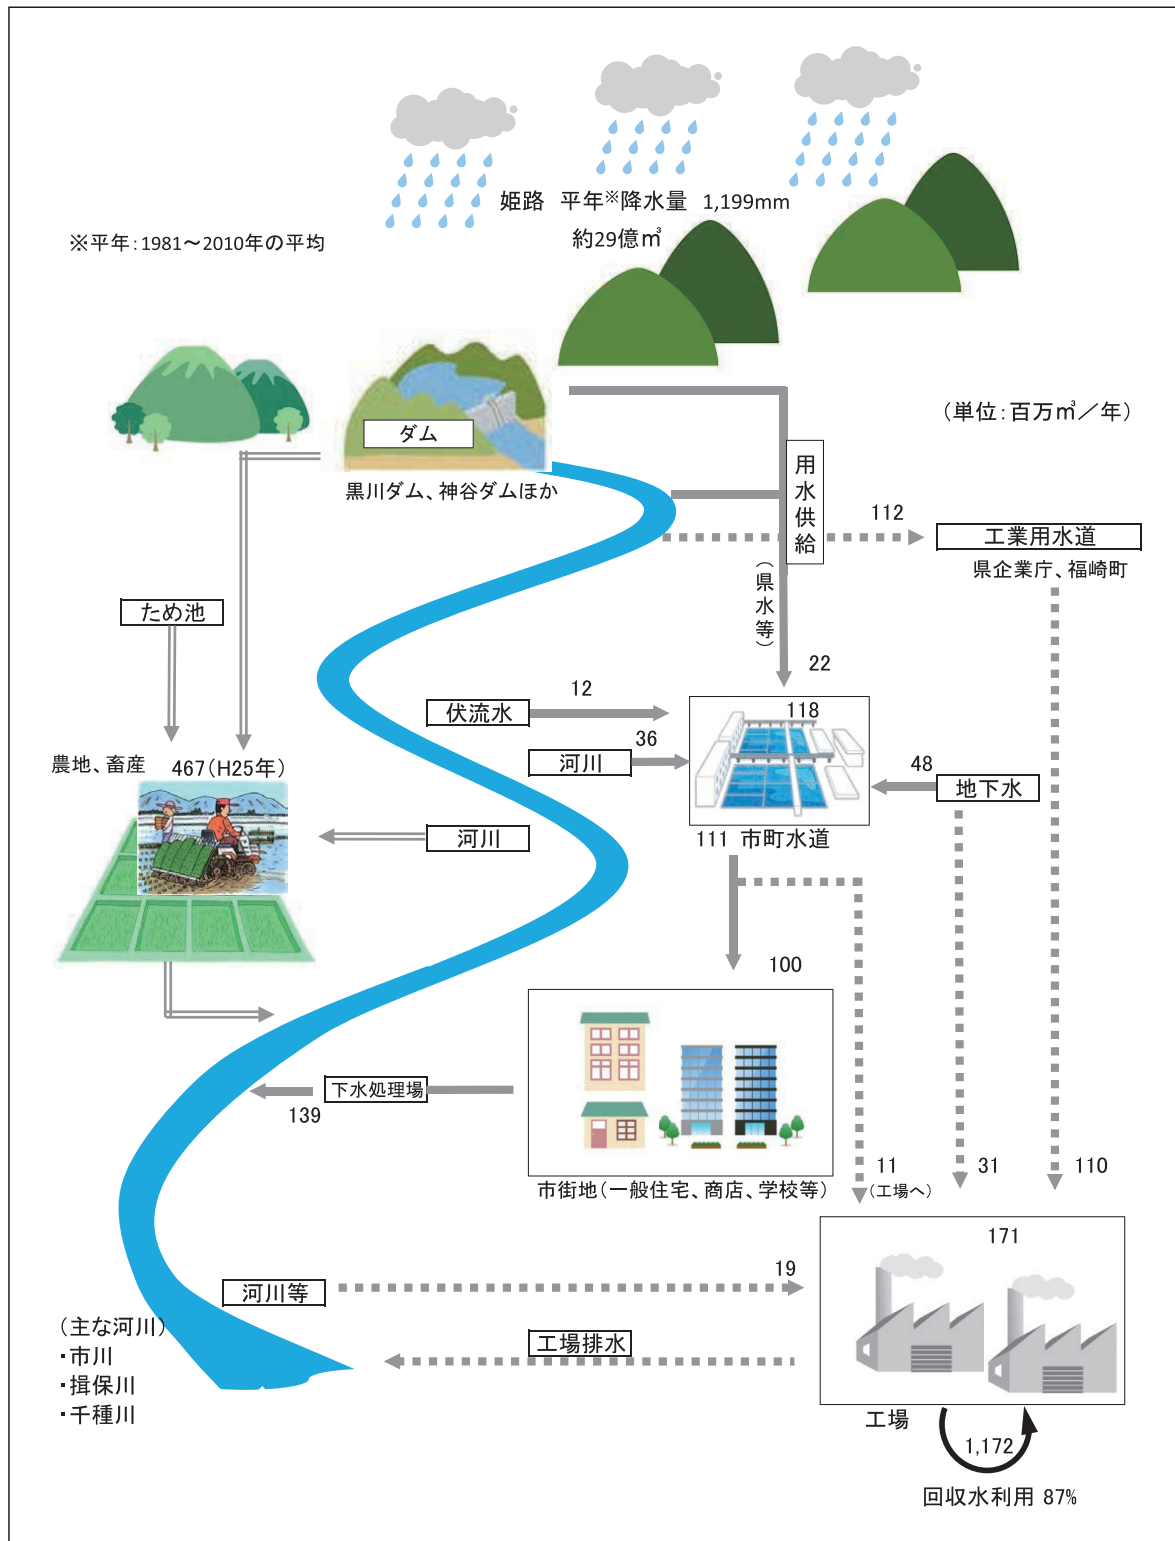 姫路 平年※降水量 1,199mm
約29億㎥
※平年：1981～2010年の平均
（単位：百万㎥／年）
ダム
黒川ダム、神谷ダムほか
用水供給
（県水等）
112
工業用水道
県企業庁、福崎町
ため池
22
12
伏流水
118
36
河川
48
地下水
農地、畜産 467（H25年）
河川
111 市町水道
100
下水処理場
139
市街地（一般住宅、商店、学校等）
11
（工場へ）
31
110
171
19
河川等
工場排水
（主な河川）
・市川
・揖保川
・千種川
工場
1,172
回収水利用 87%